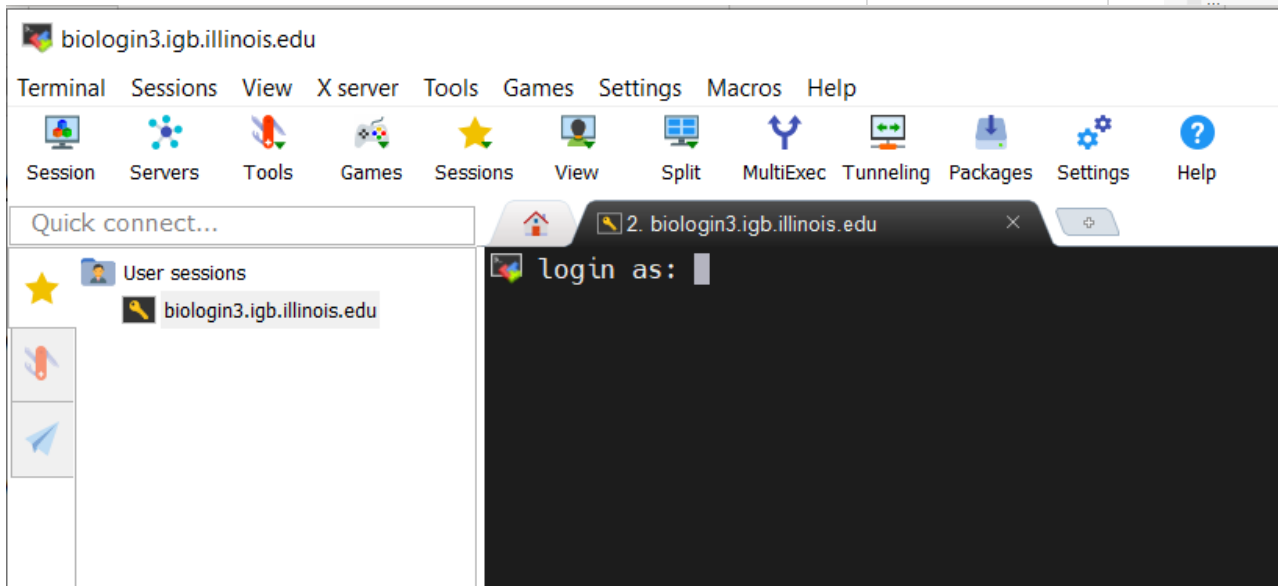 ...
biologin3.igb.illinois.edu
Terminal Sessions View X server Tools Games Settings Macros Help
Session Servers Tools Games Sessions View Split MultiExec Tunneling Packages Settings Help
Quick connect...
2. biologin3.igb.illinois.edu
User sessions
biologin3.igb.illinois.edu
login as: